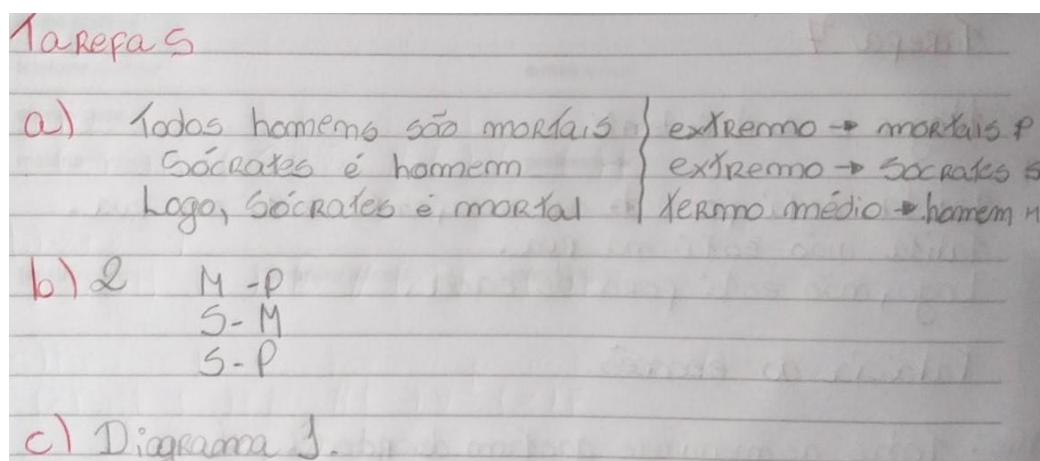 Tarefa 5
a) Todos homens são mortais } extremo → mortais P
Sócrates é homem } extremo → Sócrates S
Logo, Sócrates é mortal } termo médio → homem M
b) 2 M - P
S - M
S - P
c) Diagrama 1.